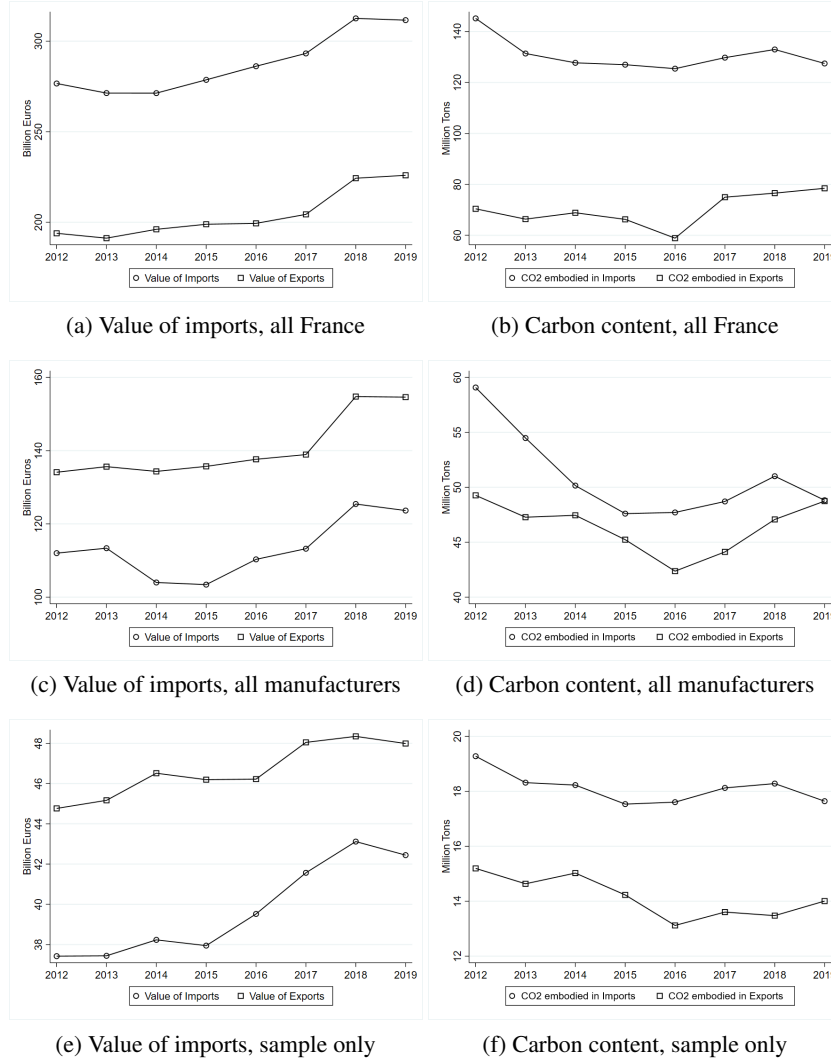 300
250
200
Billion Euros
2012 2013 2014 2015 2016 2017 2018 2019
Value of Imports Value of Exports
(a) Value of imports, all France
140
120
100
80
60
Million Tons
2012 2013 2014 2015 2016 2017 2018 2019
CO2 embodied in Imports CO2 embodied in Exports
(b) Carbon content, all France
160
140
120
100
Billion Euros
2012 2013 2014 2015 2016 2017 2018 2019
Value of Imports Value of Exports
(c) Value of imports, all manufacturers
60
55
50
45
40
Million Tons
2012 2013 2014 2015 2016 2017 2018 2019
CO2 embodied in Imports CO2 embodied in Exports
(d) Carbon content, all manufacturers
48
46
44
42
40
38
Billion Euros
2012 2013 2014 2015 2016 2017 2018 2019
Value of Imports Value of Exports
(e) Value of imports, sample only
20
18
16
14
12
Million Tons
2012 2013 2014 2015 2016 2017 2018 2019
CO2 embodied in Imports CO2 embodied in Exports
(f) Carbon content, sample only